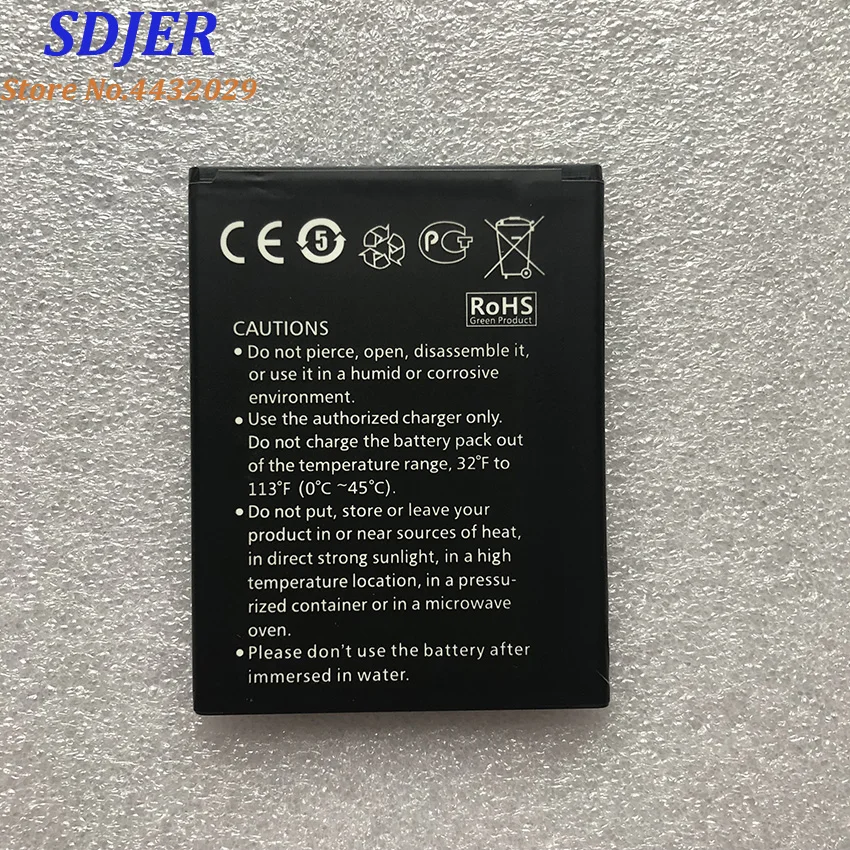 SDJER
Store No.4432029
CE 5 PCT
RoHS
Green Product
CAUTIONS
• Do not pierce, open, disassemble it,
or use it in a humid or corrosive
environment.
• Use the authorized charger only.
Do not charge the battery pack out
of the temperature range, 32°F to
113°F (0°C ~45°C).
• Do not put, store or leave your
product in or near sources of heat,
in direct strong sunlight, in a high
temperature location, in a pressu-
rized container or in a microwave
oven.
• Please don't use the battery after
immersed in water.